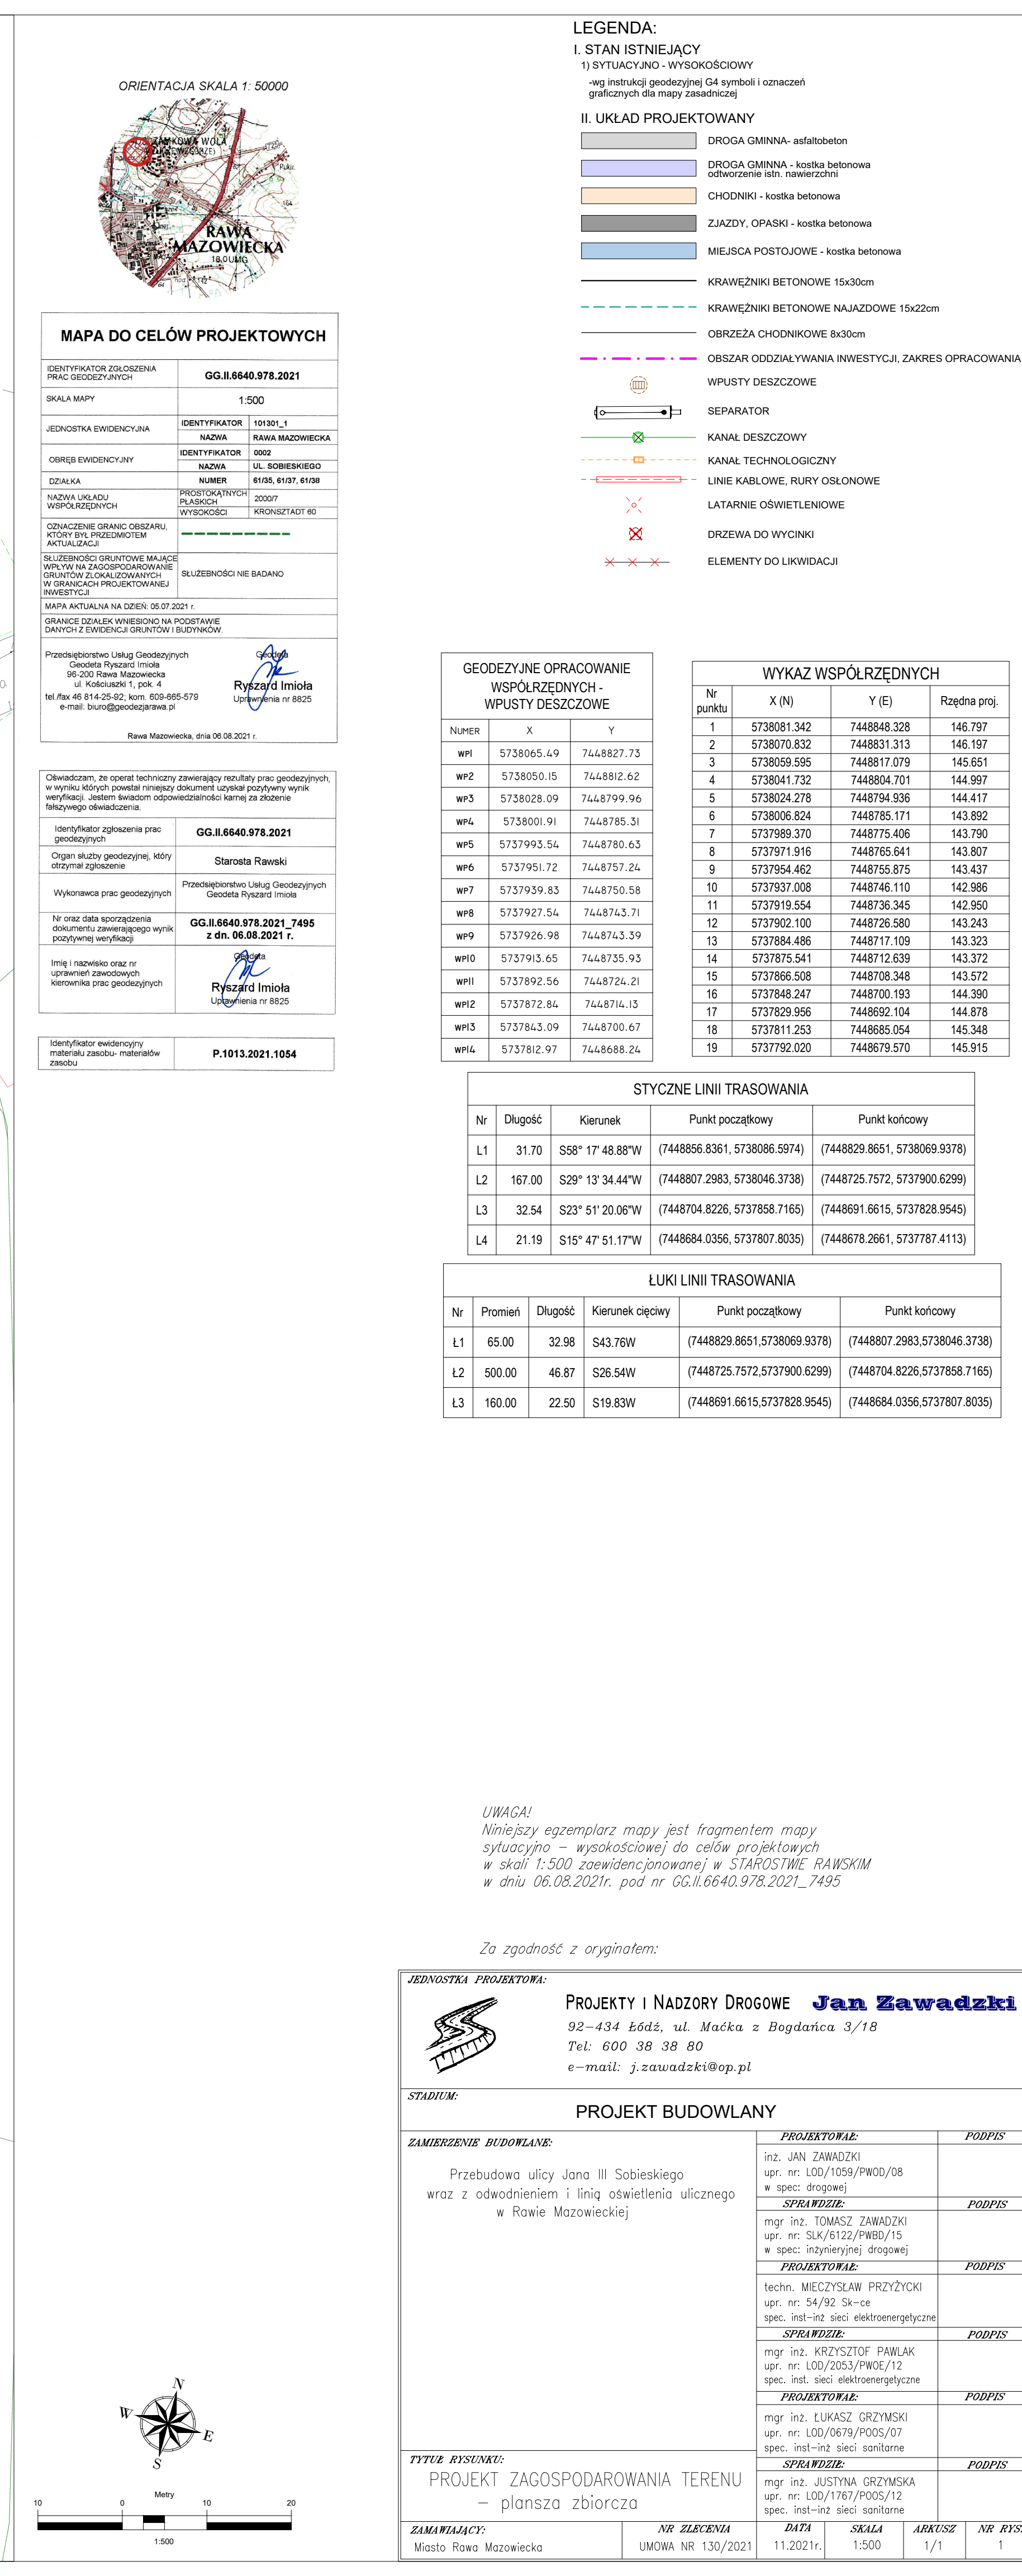 ORIENTACJA SKALA 1: 50000
ZAMKOWA WOLA
RAWA
MAZOWIECKA
18,0 UMG
MAPA DO CELÓW PROJEKTOWYCH
IDENTYFIKATOR ZGŁOSZENIA
PRAC GEODEZYJNYCH
GG.II.6640.978.2021
SKALA MAPY 1:500
JEDNOSTKA EWIDENCYJNA
IDENTYFIKATOR 101301_1
NAZWA RAWA MAZOWIECKA
OBRĘB EWIDENCYJNY
IDENTYFIKATOR 0002
NAZWA UL. SOBIESKIEGO
DZIAŁKA NUMER 61/35, 61/37, 61/38
NAZWA UKŁADU
WSPÓŁRZĘDNYCH
PROSTOKĄTNYCH
PŁASKICH 2000/7
WYSOKOŚCI KRONSZTADT 60
OZNACZENIE GRANIC OBSZARU,
KTÓRY BYŁ PRZEDMIOTEM
AKTUALIZACJI
SŁUŻEBNOŚCI GRUNTOWE MAJĄCE
WPŁYW NA ZAGOSPODAROWANIE
GRUNTÓW ZLOKALIZOWANYCH
W GRANICACH PROJEKTOWANEJ
INWESTYCJI
SŁUŻEBNOŚCI NIE BADANO
MAPA AKTUALNA NA DZIEŃ: 05.07.2021 r.
GRANICE DZIAŁEK WNIESIONO NA PODSTAWIE
DANYCH Z EWIDENCJI GRUNTÓW I BUDYNKÓW.
Przedsiębiorstwo Usług Geodezyjnych
Geodeta Ryszard Imioła
96-200 Rawa Mazowiecka
ul. Kościuszki 1, pok. 4
tel./fax 46 814-25-92; kom. 609-665-579
e-mail: biuro@geodezjarawa.pl
Geodeta
Ryszard Imioła
Uprawnienia nr 8825
Rawa Mazowiecka, dnia 06.08.2021 r.
Oświadczam, że operat techniczny zawierający rezultaty prac geodezyjnych,
w wyniku których powstał niniejszy dokument uzyskał pozytywny wynik
weryfikacji. Jestem świadom odpowiedzialności karnej za złożenie
fałszywego oświadczenia.
Identyfikator zgłoszenia prac
geodezyjnych
GG.II.6640.978.2021
Organ służby geodezyjnej, który
otrzymał zgłoszenie
Starosta Rawski
Wykonawca prac geodezyjnych
Przedsiębiorstwo Usług Geodezyjnych
Geodeta Ryszard Imioła
Nr oraz data sporządzenia
dokumentu zawierającego wynik
pozytywnej weryfikacji
GG.II.6640.978.2021_7495
z dn. 06.08.2021 r.
Imię i nazwisko oraz nr
uprawnień zawodowych
kierownika prac geodezyjnych
Geodeta
Ryszard Imioła
Uprawnienia nr 8825
Identyfikator ewidencyjny
materiału zasobu- materiałów
zasobu
P.1013.2021.1054
LEGENDA:
I. STAN ISTNIEJĄCY
1) SYTUACYJNO - WYSOKOŚCIOWY
-wg instrukcji geodezyjnej G4 symboli i oznaczeń
graficznych dla mapy zasadniczej
II. UKŁAD PROJEKTOWANY
DROGA GMINNA- asfaltobeton
DROGA GMINNA - kostka betonowa
odtworzenie istn. nawierzchni
CHODNIKI - kostka betonowa
ZJAZDY, OPASKI - kostka betonowa
MIEJSCA POSTOJOWE - kostka betonowa
KRAWĘŻNIKI BETONOWE 15x30cm
KRAWĘŻNIKI BETONOWE NAJAZDOWE 15x22cm
OBRZEŻA CHODNIKOWE 8x30cm
OBSZAR ODDZIAŁYWANIA INWESTYCJI, ZAKRES OPRACOWANIA
WPUSTY DESZCZOWE
SEPARATOR
KANAŁ DESZCZOWY
KANAŁ TECHNOLOGICZNY
LINIE KABLOWE, RURY OSŁONOWE
LATARNIE OŚWIETLENIOWE
DRZEWA DO WYCINKI
ELEMENTY DO LIKWIDACJI
GEODEZYJNE OPRACOWANIE
WSPÓŁRZĘDNYCH -
WPUSTY DESZCZOWE
NUMER X Y
WP1 5738065.49 7448827.73
WP2 5738050.15 7448812.62
WP3 5738028.09 7448799.96
WP4 5738001.91 7448785.31
WP5 5737993.54 7448780.63
WP6 5737951.72 7448757.24
WP7 5737939.83 7448750.58
WP8 5737927.54 7448743.71
WP9 5737926.98 7448743.39
WP10 5737913.65 7448735.93
WP11 5737892.56 7448724.21
WP12 5737872.84 7448714.13
WP13 5737843.09 7448700.67
WP14 5737812.97 7448688.24
WYKAZ WSPÓŁRZĘDNYCH
Nr
punktu X (N) Y (E) Rzędna proj.
1 5738081.342 7448848.328 146.797
2 5738070.832 7448831.313 146.197
3 5738059.595 7448817.079 145.651
4 5738041.732 7448804.701 144.997
5 5738024.278 7448794.936 144.417
6 5738006.824 7448785.171 143.892
7 5737989.370 7448775.406 143.790
8 5737971.916 7448765.641 143.807
9 5737954.462 7448755.875 143.437
10 5737937.008 7448746.110 142.986
11 5737919.554 7448736.345 142.950
12 5737902.100 7448726.580 143.243
13 5737884.486 7448717.109 143.323
14 5737875.541 7448712.639 143.372
15 5737866.508 7448708.348 143.572
16 5737848.247 7448700.193 144.390
17 5737829.956 7448692.104 144.878
18 5737811.253 7448685.054 145.348
19 5737792.020 7448679.570 145.915
STYCZNE LINII TRASOWANIA
Nr Długość Kierunek Punkt początkowy Punkt końcowy
L1 31.70 S58° 17' 48.88"W (7448856.8361, 5738086.5974) (7448829.8651, 5738069.9378)
L2 167.00 S29° 13' 34.44"W (7448807.2983, 5738046.3738) (7448725.7572, 5737900.6299)
L3 32.54 S23° 51' 20.06"W (7448704.8226, 5737858.7165) (7448691.6615, 5737828.9545)
L4 21.19 S15° 47' 51.17"W (7448684.0356, 5737807.8035) (7448678.2661, 5737787.4113)
ŁUKI LINII TRASOWANIA
Nr Promień Długość Kierunek cięciwy Punkt początkowy Punkt końcowy
Ł1 65.00 32.98 S43.76W (7448829.8651,5738069.9378) (7448807.2983,5738046.3738)
Ł2 500.00 46.87 S26.54W (7448725.7572,5737900.6299) (7448704.8226,5737858.7165)
Ł3 160.00 22.50 S19.83W (7448691.6615,5737828.9545) (7448684.0356,5737807.8035)
UWAGA!
Niniejszy egzemplarz mapy jest fragmentem mapy
sytuacyjno – wysokościowej do celów projektowych
w skali 1:500 zaewidencjonowanej w STAROSTWIE RAWSKIM
w dniu 06.08.2021r. pod nr GG.II.6640.978.2021_7495
Za zgodność z oryginałem:
JEDNOSTKA PROJEKTOWA:
PROJEKTY I NADZORY DROGOWE Jan Zawadzki
92-434 Łódź, ul. Maćka z Bogdańca 3/18
Tel: 600 38 38 80
e-mail: j.zawadzki@op.pl
STADIUM:
PROJEKT BUDOWLANY
ZAMIERZENIE BUDOWLANE:
Przebudowa ulicy Jana III Sobieskiego
wraz z odwodnieniem i linią oświetlenia ulicznego
w Rawie Mazowieckiej
PROJEKTOWAŁ: PODPIS
inż. JAN ZAWADZKI
upr. nr: LOD/1059/PWOD/08
w spec: drogowej
SPRAWDZIŁ: PODPIS
mgr inż. TOMASZ ZAWADZKI
upr. nr: SLK/6122/PWBD/15
w spec: inżynieryjnej drogowej
PROJEKTOWAŁ: PODPIS
techn. MIECZYSŁAW PRZYŻYCKI
upr. nr: 54/92 Sk-ce
spec. inst-inż sieci elektroenergetyczne
SPRAWDZIŁ: PODPIS
mgr inż. KRZYSZTOF PAWLAK
upr. nr: LOD/2053/PWOE/12
spec. inst. sieci elektroenergetyczne
PROJEKTOWAŁ: PODPIS
mgr inż. ŁUKASZ GRZYMSKI
upr. nr: LOD/0679/POOS/07
spec. inst-inż sieci sanitarne
SPRAWDZIŁ: PODPIS
mgr inż. JUSTYNA GRZYMSKA
upr. nr: LOD/1767/POOS/12
spec. inst-inż sieci sanitarne
TYTUŁ RYSUNKU:
PROJEKT ZAGOSPODAROWANIA TERENU
– plansza zbiorcza
ZAMAWIAJĄCY: NR ZLECENIA DATA SKALA ARKUSZ NR RYS
Miasto Rawa Mazowiecka UMOWA NR 130/2021 11.2021r. 1:500 1/1 1
N
W
E
S
Metry
10 0 10 20
1:500